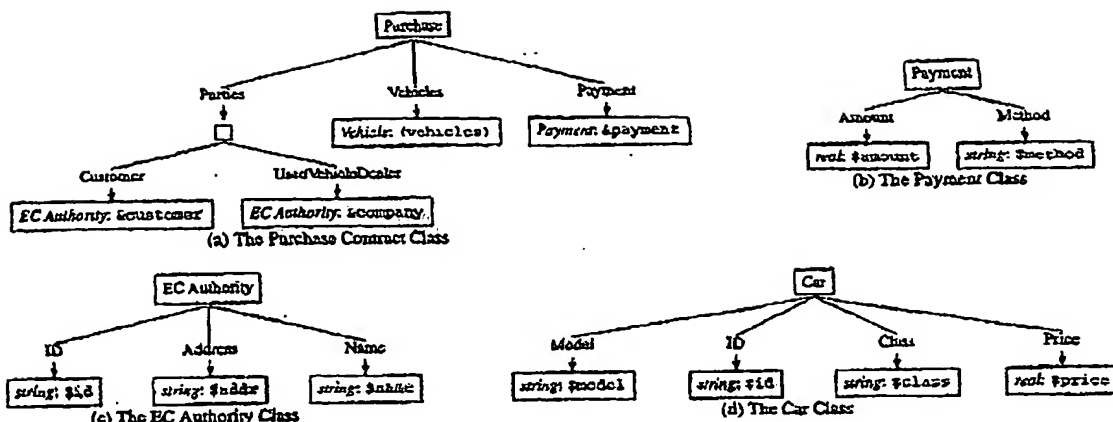 Purchase
Parties
Vehicles
Payment
Vehicle: {vehicles}
Payment: &payment
Customer
UsedVehicleDealer
EC Authority: &customer
EC Authority: &company
(a) The Purchase Contract Class
Payment
Amount
Method
real: $amount
string: $method
(b) The Payment Class
EC Authority
ID
Address
Name
string: $id
string: $addr
string: $name
(c) The EC Authority Class
Car
Model
ID
Class
Price
string: $model
string: $id
string: $class
real: $price
(d) The Car Class